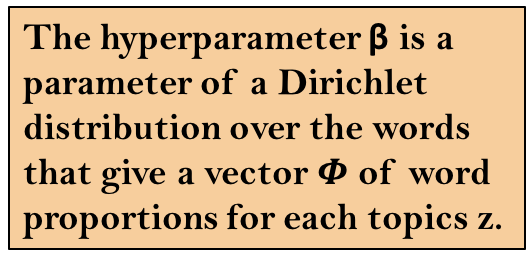 The hyperparameter β is a
parameter of a Dirichlet
distribution over the words
that give a vector Φ of word
proportions for each topics z.